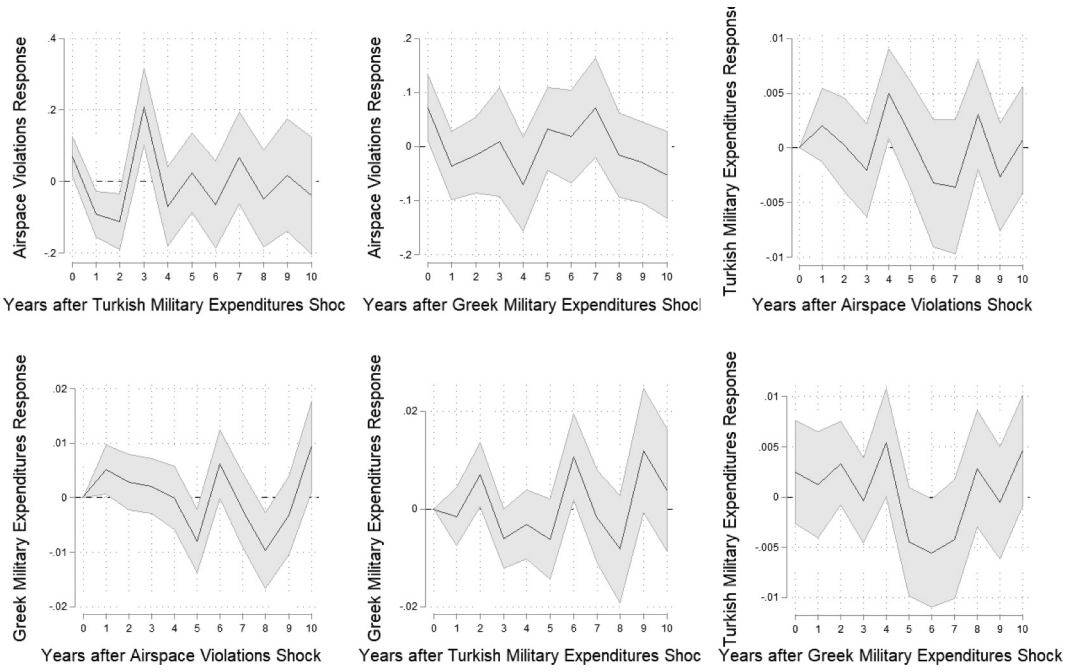 Airspace Violations Response
.4
.2
0
-.2
0 1 2 3 4 5 6 7 8 9 10
Years after Turkish Military Expenditures Shoc
Airspace Violations Response
.2
.1
0
-.1
-.2
0 1 2 3 4 5 6 7 8 9 10
Years after Greek Military Expenditures Shoc
Turkish Military Expenditures Response
.01
.005
0
-.005
-.01
0 1 2 3 4 5 6 7 8 9 10
Years after Airspace Violations Shock
Greek Military Expenditures Response
.02
.01
0
-.01
-.02
0 1 2 3 4 5 6 7 8 9 10
Years after Airspace Violations Shock
Greek Military Expenditures Response
.02
0
-.02
0 1 2 3 4 5 6 7 8 9 10
Years after Turkish Military Expenditures Shoc
Turkish Military Expenditures Response
.01
.005
0
-.005
-.01
0 1 2 3 4 5 6 7 8 9 10
Years after Greek Military Expenditures Shock